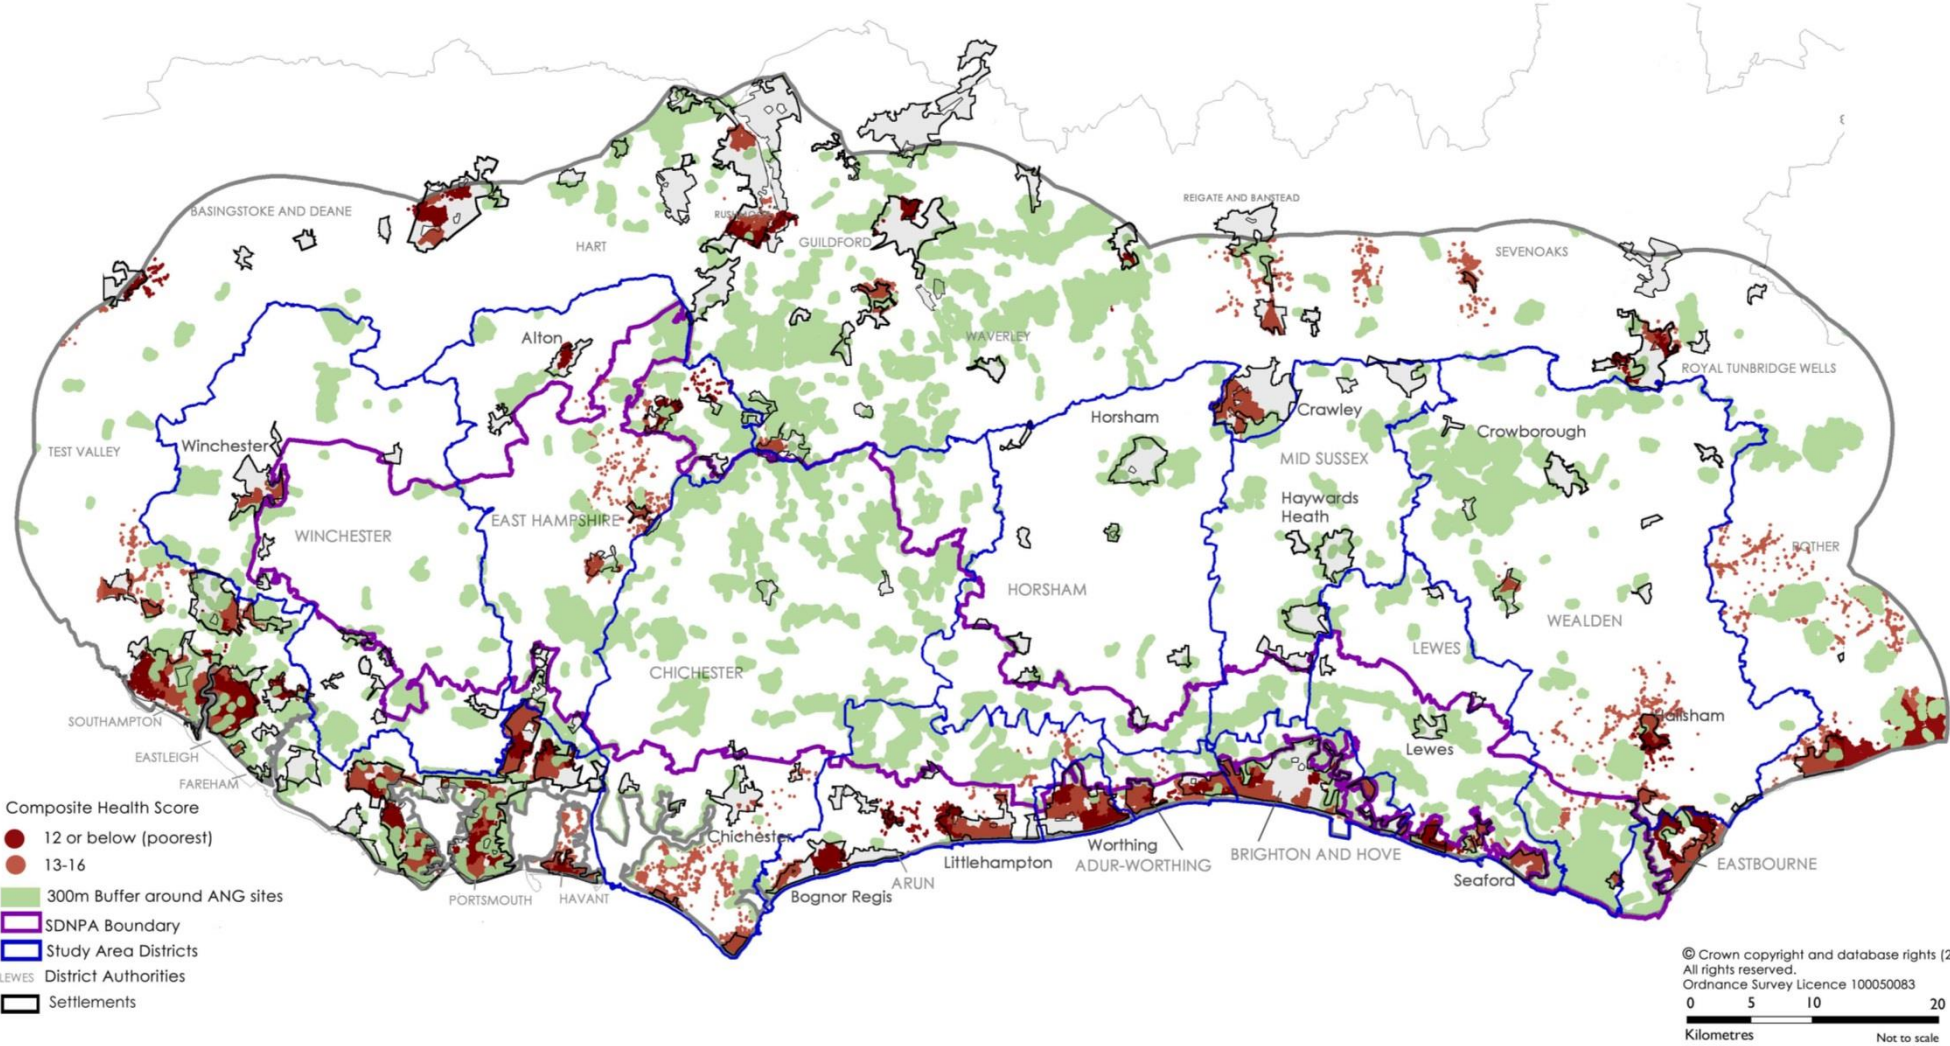 REIGATE AND BANSTEAD
BASINGSTOKE AND DEANE
HART
GUILDFORD
SEVENOAKS
Alton
WAVERLEY
ROYAL TUNBRIDGE WELLS
Horsham
Crawley
Crowborough
Winchester
TEST VALLEY
MID SUSSEX
Haywards
Heath
EAST HAMPSHIRE
WINCHESTER
HORSHAM
WEALDEN
LEWES
CHICHESTER
SOUTHAMPTON
Lewes
EASTLEIGH
FAREHAM
Composite Health Score
12 or below (poorest)
13-16
300m Buffer around ANG sites
SDNPA Boundary
Study Area Districts
LEWES
District Authorities
Settlements
Chichester
Worthing
ADUR-WORTHING
BRIGHTON AND HOVE
Littlehampton
ARUN
Bognor Regis
Seaford
EASTBOURNE
PORTSMOUTH
HAVANT
© Crown copyright and database rights (2
All rights reserved.
Ordnance Survey Licence 100050083
0 5 10 20
Kilometres
Not to scale